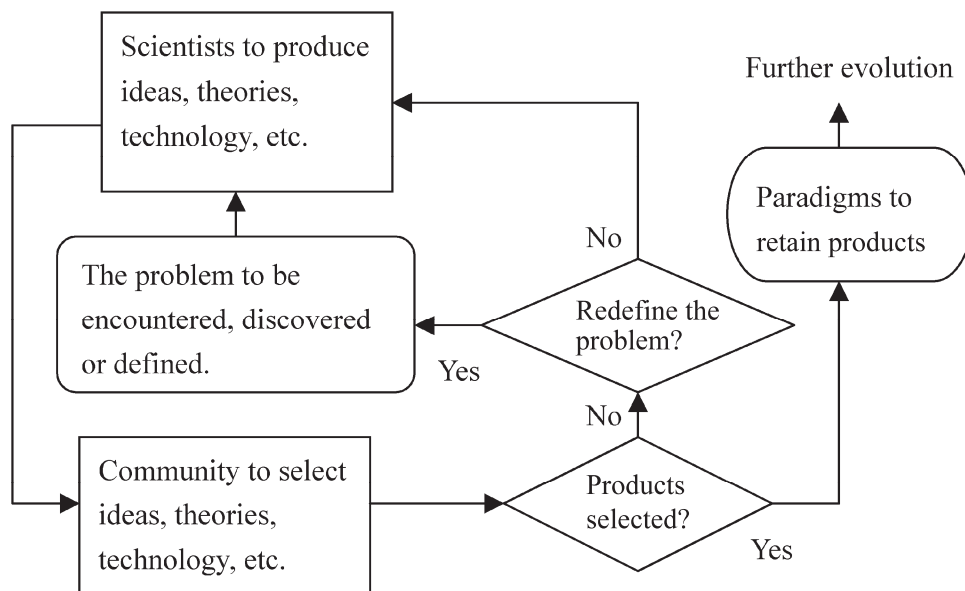 Scientists to produce
ideas, theories,
technology, etc.
Further evolution
Paradigms to
retain products
No
The problem to be
encountered, discovered
or defined.
Redefine the
problem?
Yes
No
Community to select
ideas, theories,
technology, etc.
Products
selected?
Yes